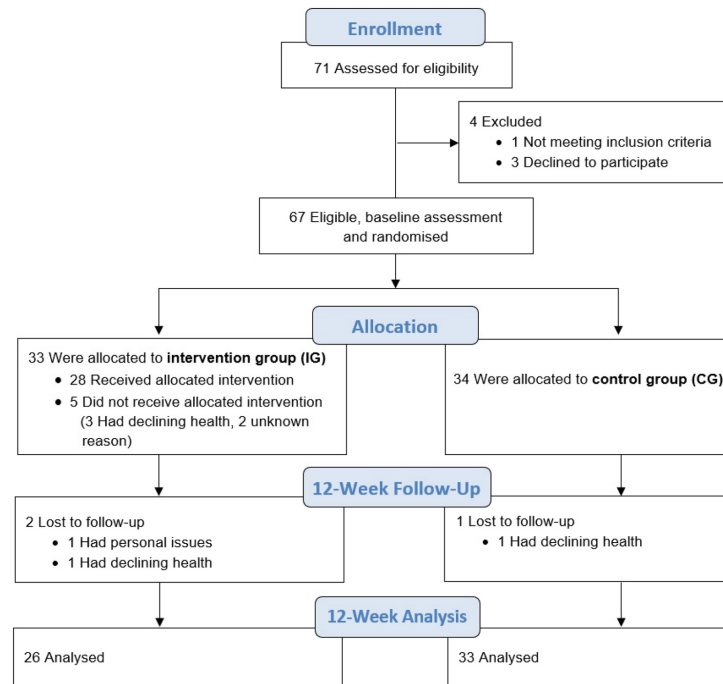 Enrollment
71 Assessed for eligibility
4 Excluded
• 1 Not meeting inclusion criteria
• 3 Declined to participate
67 Eligible, baseline assessment
and randomised
Allocation
33 Were allocated to intervention group (IG)
• 28 Received allocated intervention
• 5 Did not receive allocated intervention
(3 Had declining health, 2 unknown
reason)
34 Were allocated to control group (CG)
12-Week Follow-Up
2 Lost to follow-up
• 1 Had personal issues
• 1 Had declining health
1 Lost to follow-up
• 1 Had declining health
12-Week Analysis
26 Analysed
33 Analysed